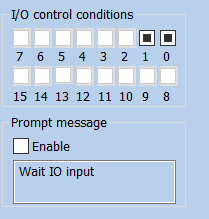 I/O control conditions
7 6 5 4 3 2 1 0
15 14 13 12 11 10 9 8
Prompt message
Enable
Wait IO input